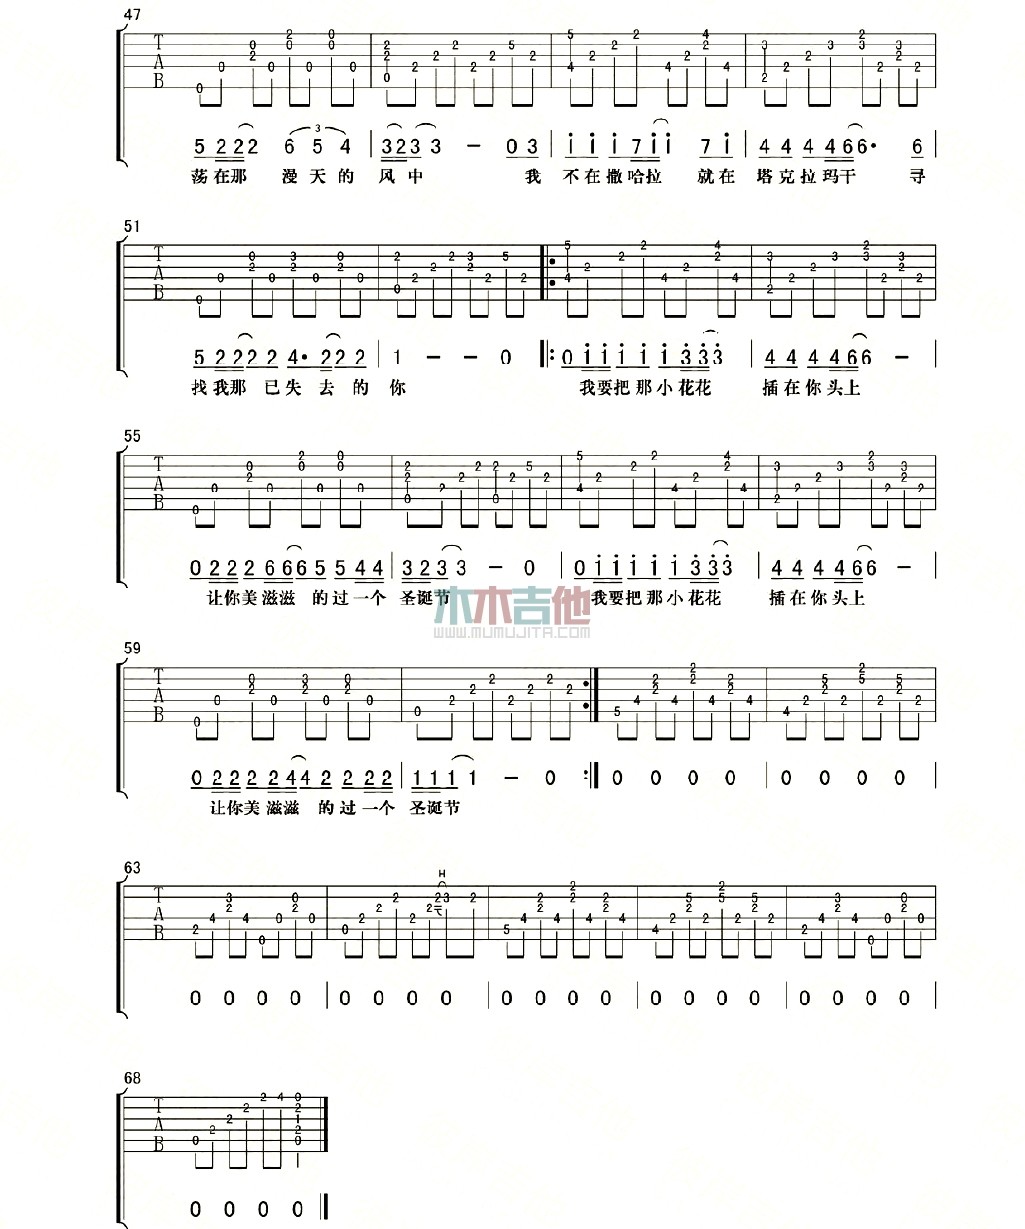 47
5 2 2 2 6 5 4 3 2 3 3 - 0 3 1 1 1 7 1 1 7 1 4 4 4 4 6 6· 6
荡在那 漫天的 风中 我 不在撒哈拉 就在 塔克拉玛干 寻
51
5 2 2 2 2 4· 2 2 2 1 - - 0 0 1 1 1 1 1 3 3 3 4 4 4 4 6 6 -
找我那 已失去的你 我要把那小花花 插在你头上
55
0 2 2 2 2 6 6 6 5 5 4 4 3 2 3 3 - 0 0 1 1 1 1 1 3 3 3 4 4 4 4 6 6 -
让你美滋滋 的过一个 圣诞节 我要把那小花花 插在你头上
木木吉他
WWW.MUMUJITA.COM
59
0 2 2 2 2 4 4 2 2 2 2 1 1 1 1 - 0 0 0 0 0 0 0 0 0
让你美滋滋 的过一个 圣诞节
63
H
0 0 0 0 0 0 0 0 0 0 0 0 0 0 0 0 0 0 0 0
68
0 0 0 0